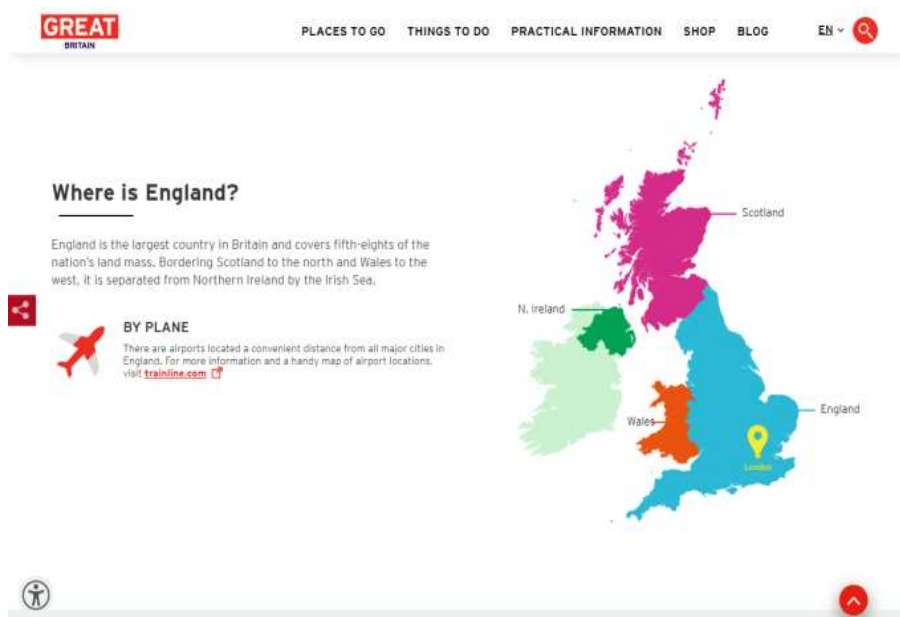 GREAT
BRITAIN
PLACES TO GO THINGS TO DO PRACTICAL INFORMATION SHOP BLOG EN
Where is England?
England is the largest country in Britain and covers fifth-eights of the
nation's land mass. Bordering Scotland to the north and Wales to the
west, it is separated from Northern Ireland by the Irish Sea.
BY PLANE
There are airports located a convenient distance from all major cities in
England. For more information and a handy map of airport locations,
visit trainline.com
Scotland
N. Ireland
England
Wales
London